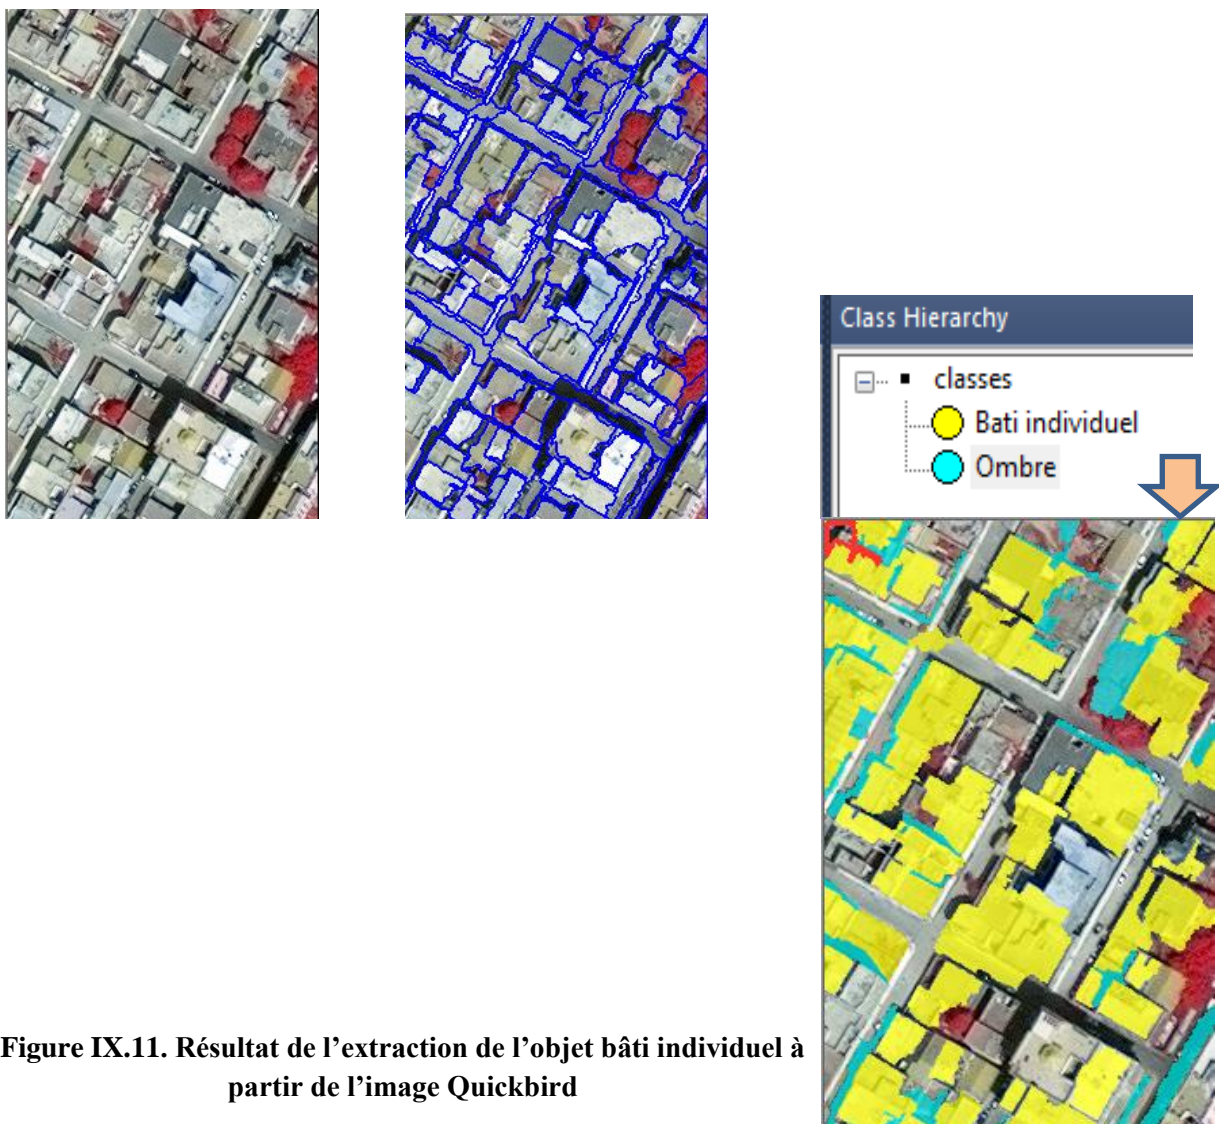 Class Hierarchy
classes
Bati individuel
Ombre
Figure IX.11. Résultat de l’extraction de l’objet bâti individuel à
partir de l’image Quickbird